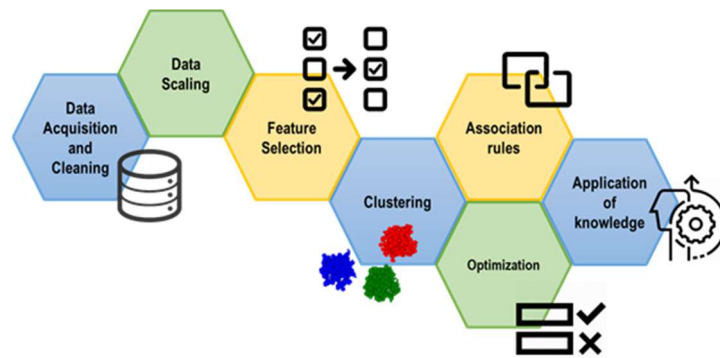 Data
Acquisition
and
Cleaning
Data
Scaling
Feature
Selection
Clustering
Association
rules
Optimization
Application
of
knowledge